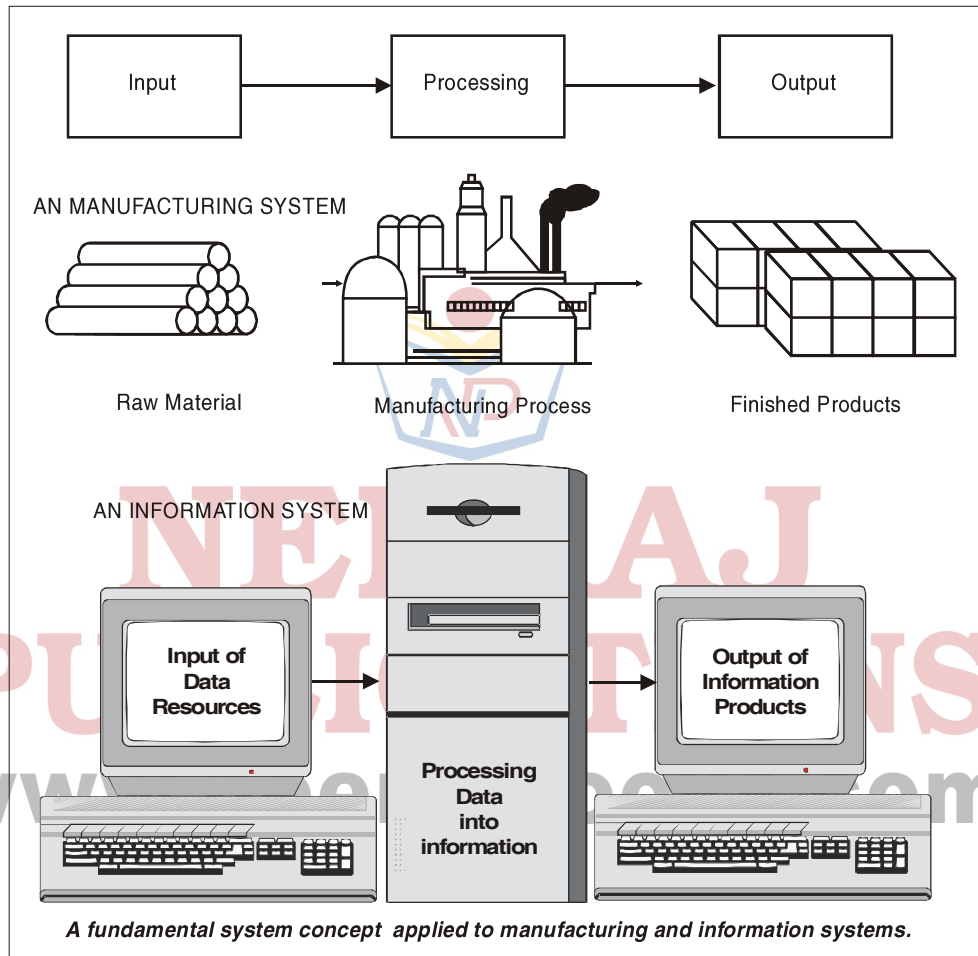 Input
Processing
Output
AN MANUFACTURING SYSTEM
Raw Material
Manufacturing Process
Finished Products
NP
AN INFORMATION SYSTEM
Input of
Data
Resources
Processing
Data
into
information
Output of
Information
Products
A fundamental system concept applied to manufacturing and information systems.